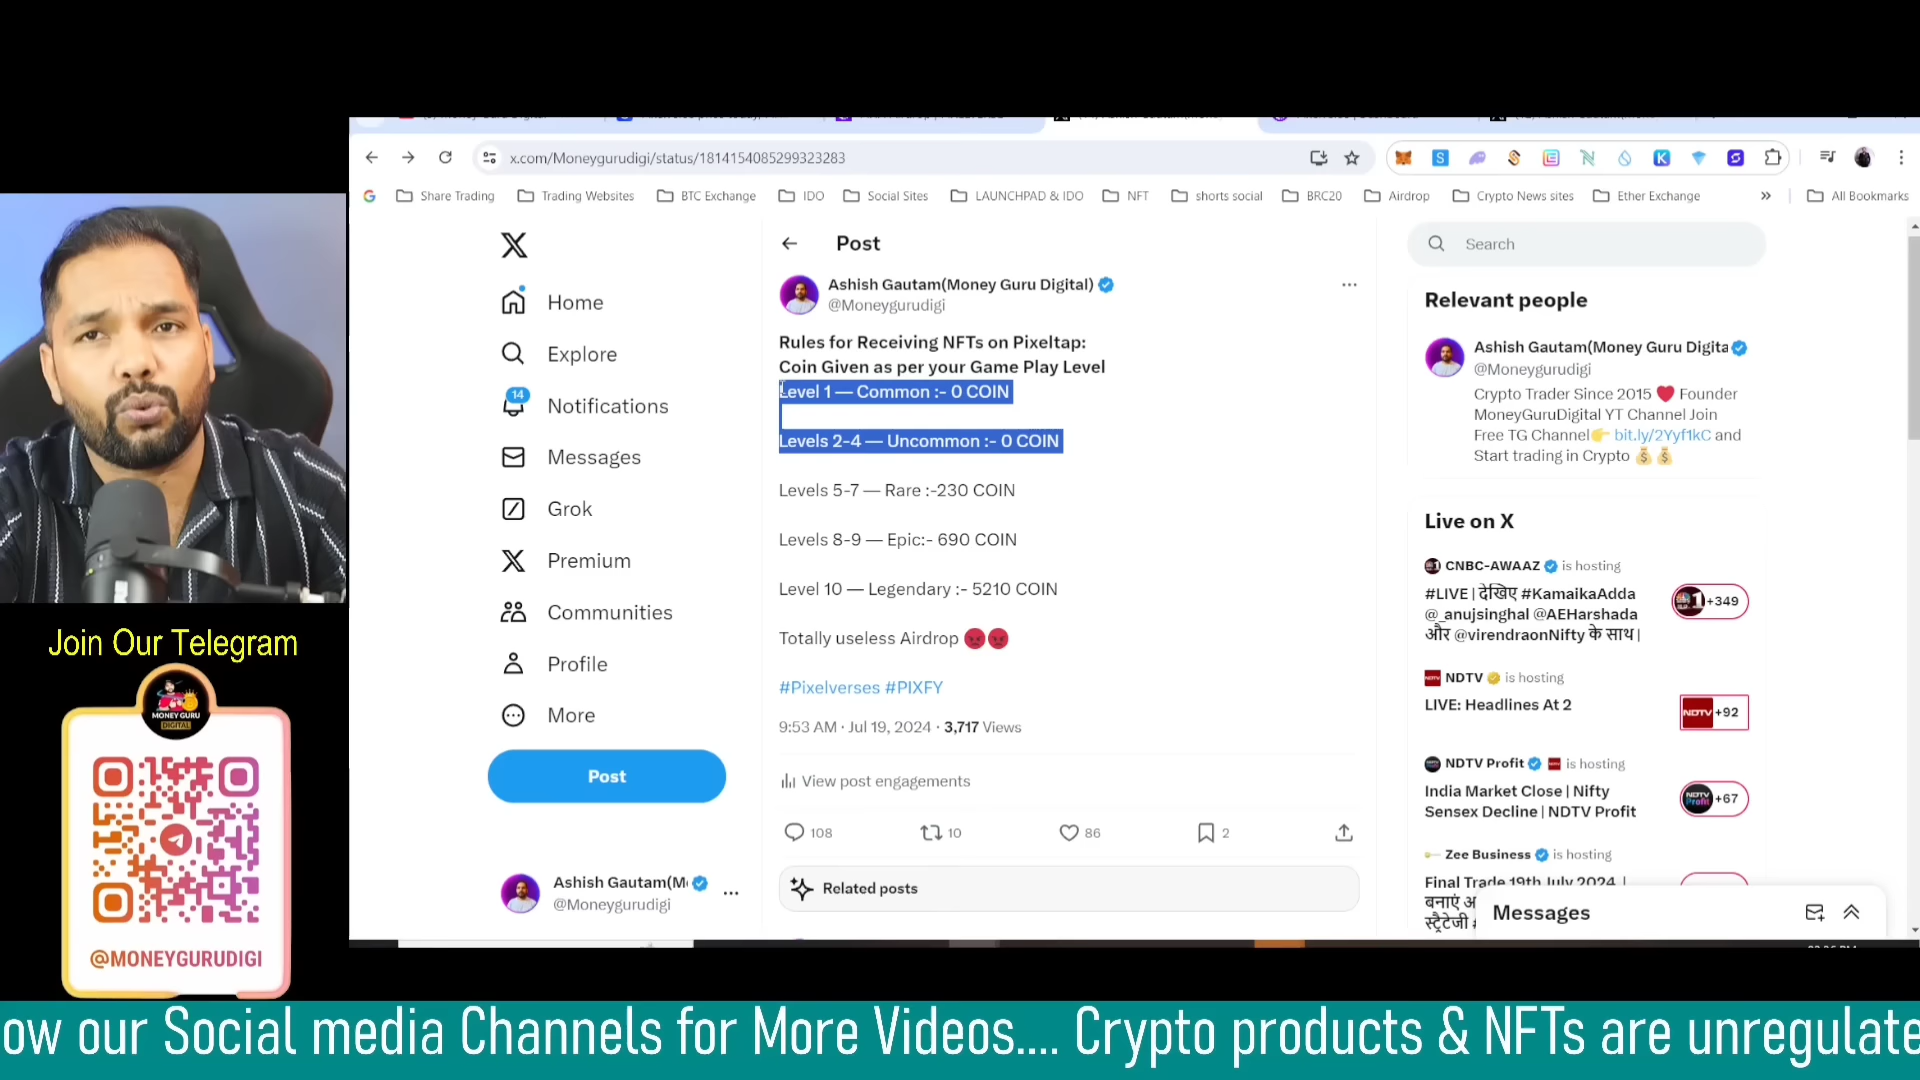 x.com/Moneygurudigi/status/1814154085299323283
Share Trading
Trading Websites
BTC Exchange
IDO
Social Sites
LAUNCHPAD & IDO
NFT
shorts social
BRC20
Airdrop
Crypto News sites
Ether Exchange
»
All Bookmarks
Home
Explore
14
Notifications
Messages
Grok
Premium
Communities
Profile
More
Post
Ashish Gautam(M
@Moneygurudigi
Post
Ashish Gautam(Money Guru Digital)
@Moneygurudigi
Rules for Receiving NFTs on Pixeltap:
Coin Given as per your Game Play Level
Level 1 — Common :- 0 COIN
Levels 2-4 — Uncommon :- 0 COIN
Levels 5-7 — Rare :-230 COIN
Levels 8-9 — Epic:- 690 COIN
Level 10 — Legendary :- 5210 COIN
Totally useless Airdrop 😡😡
#Pixelverses #PIXFY
9:53 AM · Jul 19, 2024 · 3,717 Views
View post engagements
108
10
86
2
Related posts
Search
Relevant people
Ashish Gautam(Money Guru Digita
@Moneygurudigi
Crypto Trader Since 2015 ❤️ Founder
MoneyGuruDigital YT Channel Join
Free TG Channel👉 bit.ly/2Yyf1kC and
Start trading in Crypto 💰 💰
Live on X
CNBC-AWAAZ is hosting
#LIVE | देखिए #KamaikaAdda
@_anujsinghal @AEHarshada
और @virendraonNifty के साथ |
+349
NDTV is hosting
LIVE: Headlines At 2
NDTV
+92
NDTV Profit is hosting
India Market Close | Nifty
Sensex Decline | NDTV Profit
+67
Zee Business is hosting
Final Trade 19th July 2024 |
Messages
Join Our Telegram
MONEY GURU
DIGITAL
@MONEYGURUDIGI
ow our Social media Channels for More Videos.... Crypto products & NFTs are unregulate